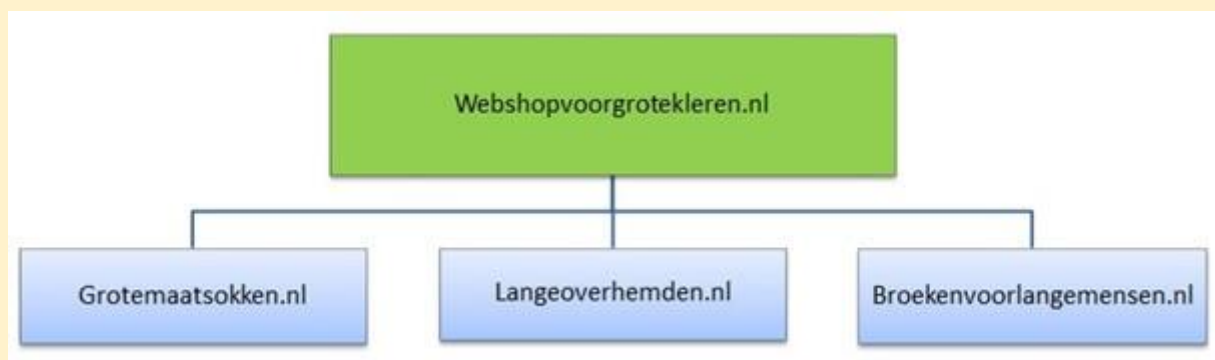 Webshopvoorgrotekleren.nl
Grotemaatsokken.nl
Langeoverhemden.nl
Broekenvoorlangemensen.nl